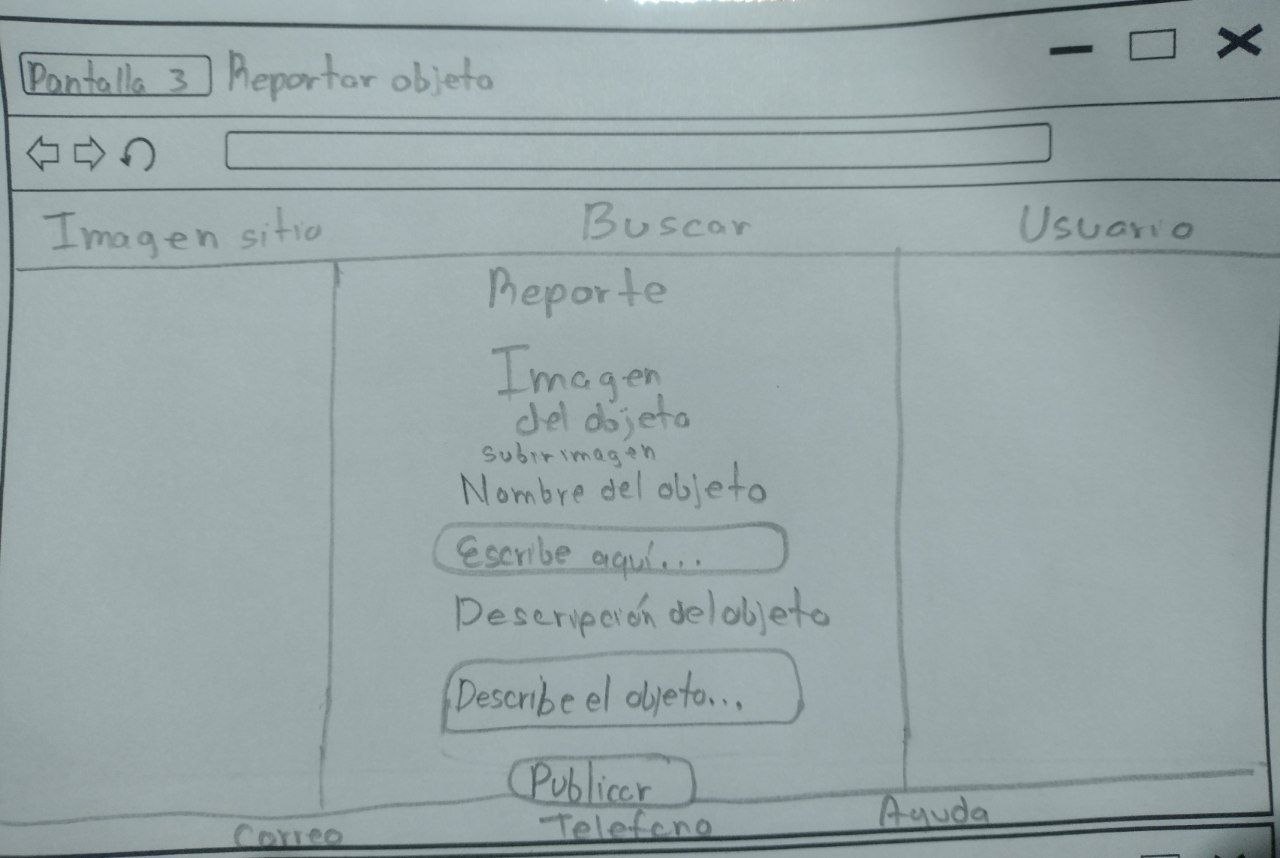 Pantalla 3 Reportar objeto
Imagen sitio Buscar Usuario
Reporte
Imagen
del objeto
subir imagen
Nombre del objeto
Escribe aquí...
Descripción del objeto
Describe el objeto...
Publicar
Correo Telefono Ayuda